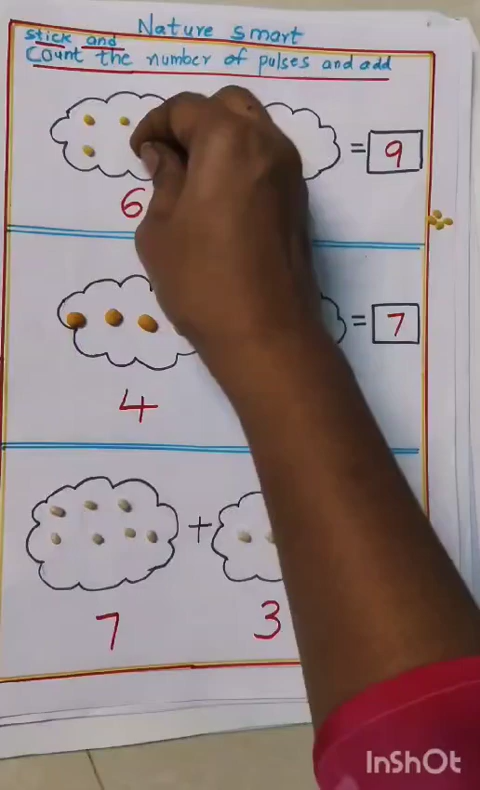 Nature smart
stick and
Count the number of pulses and add
= 9
6
= 7
4
+
7 3
InShOt